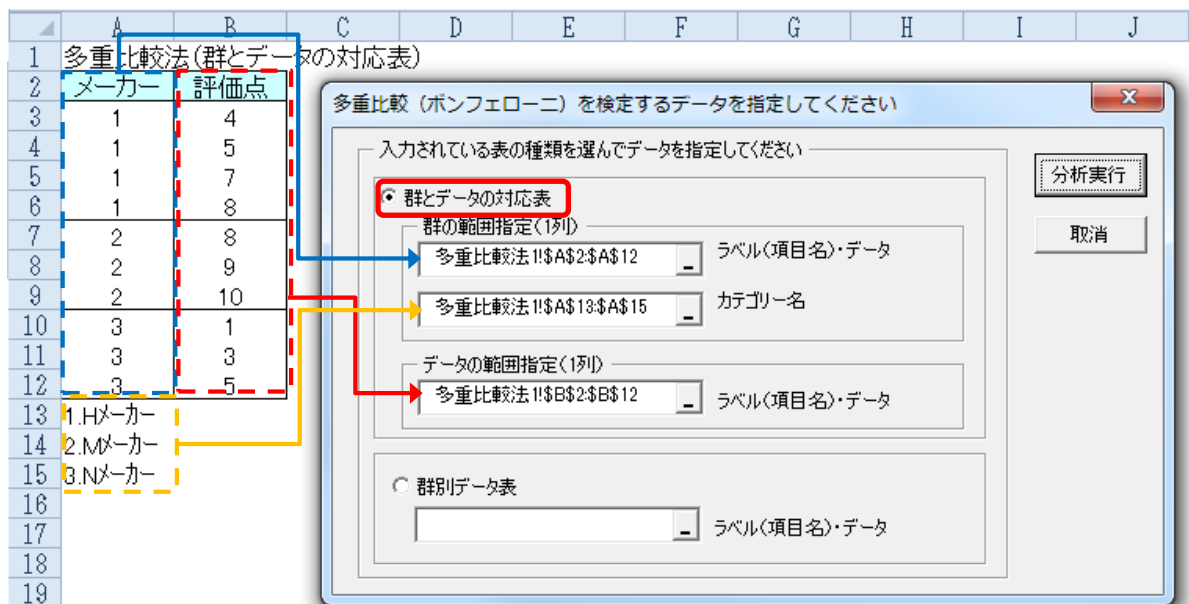 A B C D E F G H I J
1 多重比較法(群とデータの対応表)
2 メーカー 評価点
3 1 4
4 1 5
5 1 7
6 1 8
7 2 8
8 2 9
9 2 10
10 3 1
11 3 3
12 3 5
13 1.Hメーカー
14 2.Mメーカー
15 3.Nメーカー
16
17
18
19
多重比較（ボンフェローニ）を検定するデータを指定してください
X
入力されている表の種類を選んでデータを指定してください
群とデータの対応表
群の範囲指定(1列)
多重比較法1!$A$2:$A$12 _ ラベル(項目名)・データ
多重比較法1!$A$13:$A$15 _ カテゴリー名
データの範囲指定(1列)
多重比較法1!$B$2:$B$12 _ ラベル(項目名)・データ
群別データ表
_ ラベル(項目名)・データ
分析実行
取消